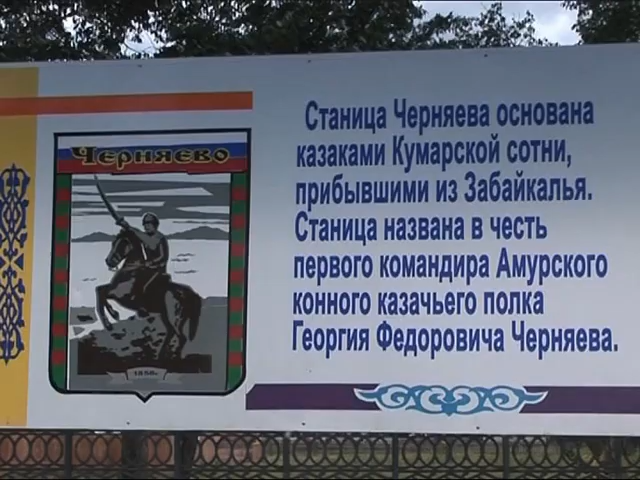 Черняево
1858г.
Станица Черняева основана
казаками Кумарской сотни,
прибывшими из Забайкалья.
Станица названа в честь
первого командира Амурского
конного казачьего полка
Георгия Федоровича Черняева.